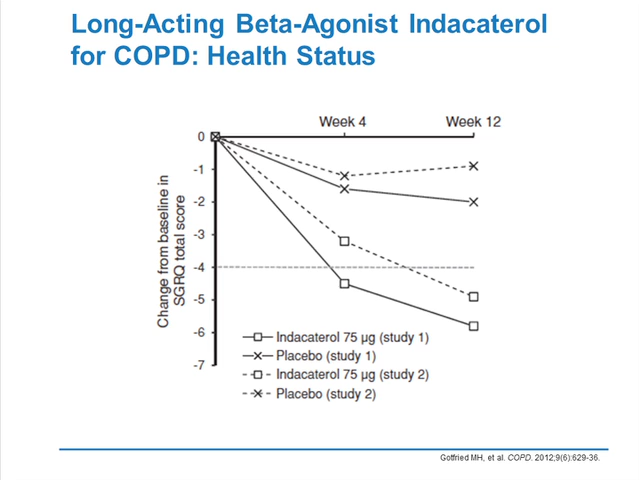 Long-Acting Beta-Agonist Indacaterol
for COPD: Health Status
Week 4
Week 12
0
-1
-2
-3
-4
-5
-6
-7
Change from baseline in
SGRQ total score
Indacaterol 75 µg (study 1)
Placebo (study 1)
Indacaterol 75 µg (study 2)
Placebo (study 2)
Gotfried MH, et al. COPD. 2012;9(6):629-36.